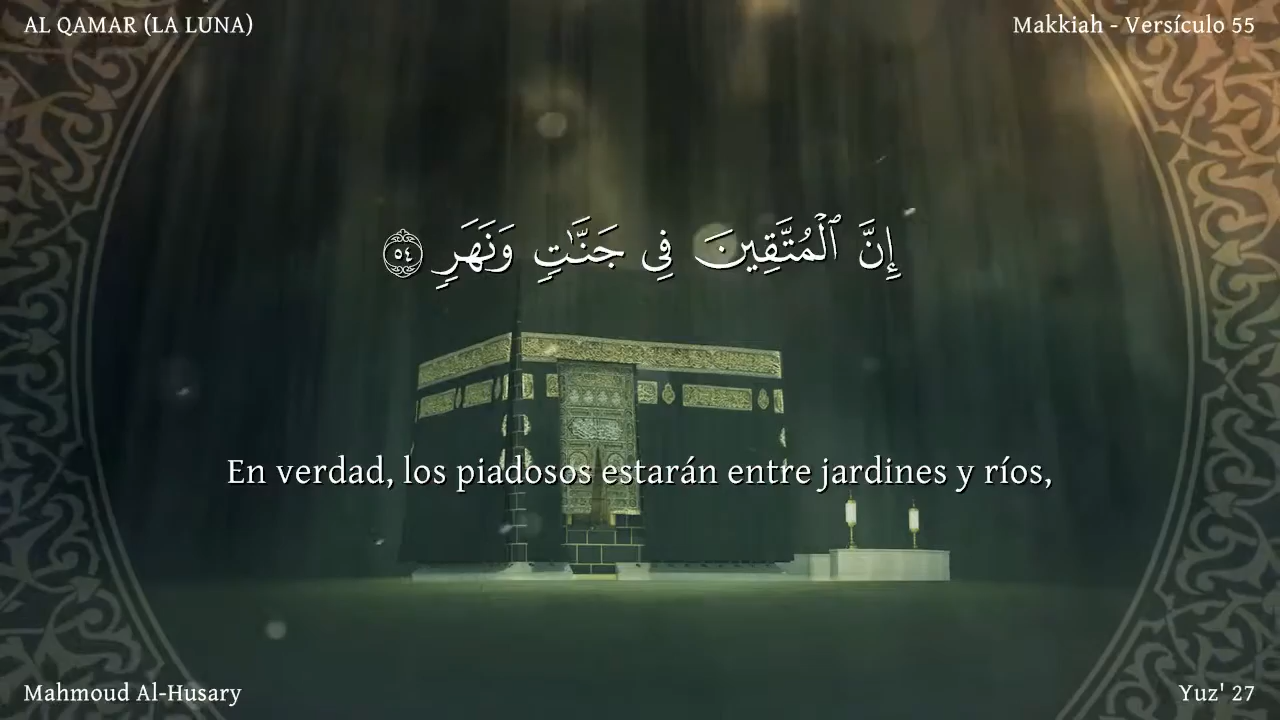 AL QAMAR (LA LUNA)
Makkiah - Versículo 55
إِنَّ ٱلْمُتَّقِينَ فِى جَنَّـٰتٍ وَنَهَرٍ ٥٤
En verdad, los piadosos estarán entre jardines y ríos,
Mahmoud Al-Husary
Yuz' 27